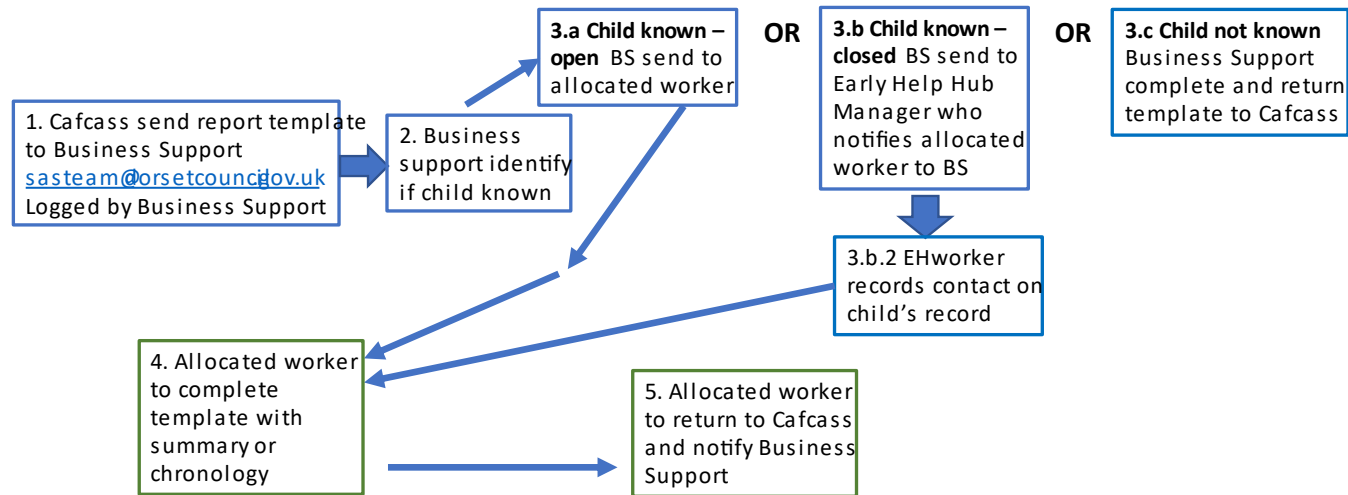 1. Cafcass send report template
to Business Support
sasteam@orsetcouncil.gov.uk
Logged by Business Support
2. Business
support identify
if child known
3.a Child known –
open BS send to
allocated worker
OR
3.b Child known –
closed BS send to
Early Help Hub
Manager who
notifies allocated
worker to BS
OR
3.c Child not known
Business Support
complete and return
template to Cafcass
3.b.2 EHworker
records contact on
child's record
4. Allocated worker
to complete
template with
summary or
chronology
5. Allocated worker
to return to Cafcass
and notify Business
Support